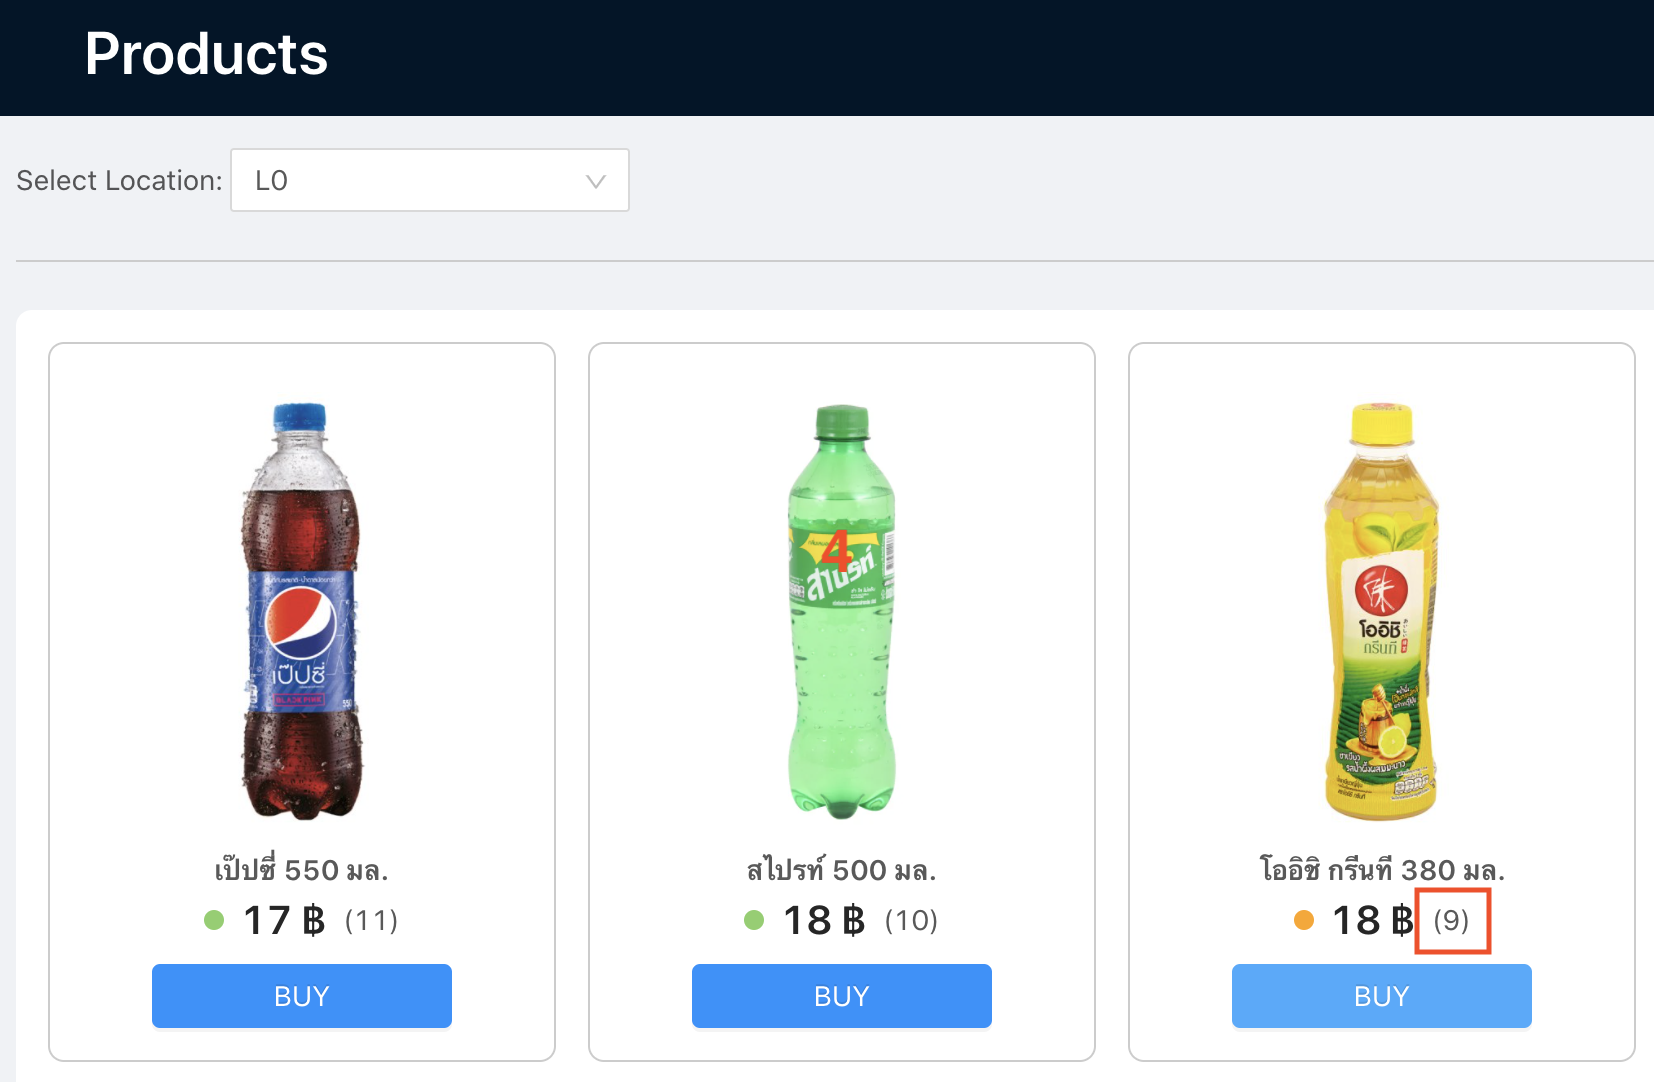 Products
Select Location: L0
4
เป๊ปซี่
BLACKPINK
550
สไปรท์
โออิชิ
กรีนที
เป๊ปซี่ 550 มล.
สไปรท์ 500 มล.
โออิชิ กรีนที 380 มล.
17 ฿ (11)
18 ฿ (10)
18 ฿ (9)
BUY
BUY
BUY